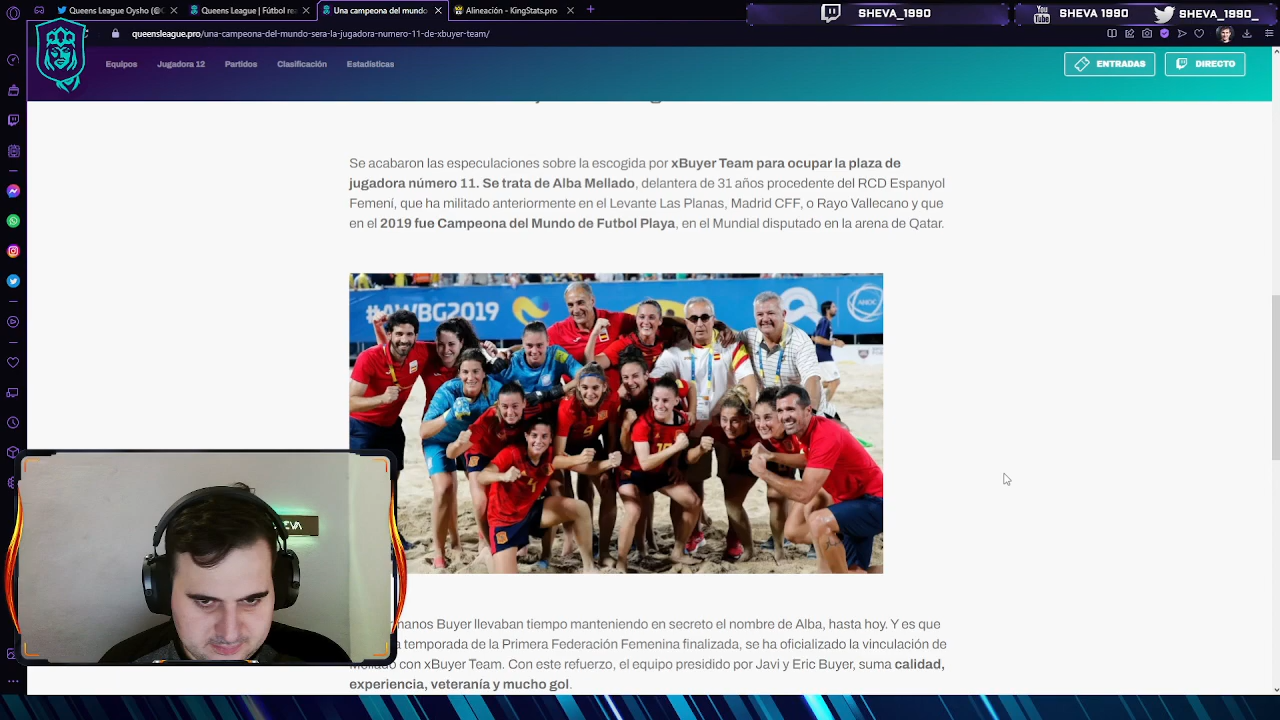 Queens League Oysho (@
Queens League | Fútbol rea
Una campeona del mundo
Alineación - KingStats.pro
SHEVA_1990
SHEVA 1990
SHEVA_1990_
queensleague.pro/una-campeona-del-mundo-sera-la-jugadora-numero-11-de-xbuyer-team/
Equipos
Jugadora 12
Partidos
Clasificación
Estadísticas
ENTRADAS
DIRECTO
Se acabaron las especulaciones sobre la escogida por xBuyer Team para ocupar la plaza de
jugadora número 11. Se trata de Alba Mellado, delantera de 31 años procedente del RCD Espanyol
Femení, que ha militado anteriormente en el Levante Las Planas, Madrid CFF, o Rayo Vallecano y que
en el 2019 fue Campeona del Mundo de Futbol Playa, en el Mundial disputado en la arena de Qatar.
#AWBG2019
ANOC
manos Buyer llevaban tiempo manteniendo en secreto el nombre de Alba, hasta hoy. Y es que
temporada de la Primera Federación Femenina finalizada, se ha oficializado la vinculación de
Mellado con xBuyer Team. Con este refuerzo, el equipo presidido por Javi y Eric Buyer, suma calidad,
experiencia, veteranía y mucho gol.